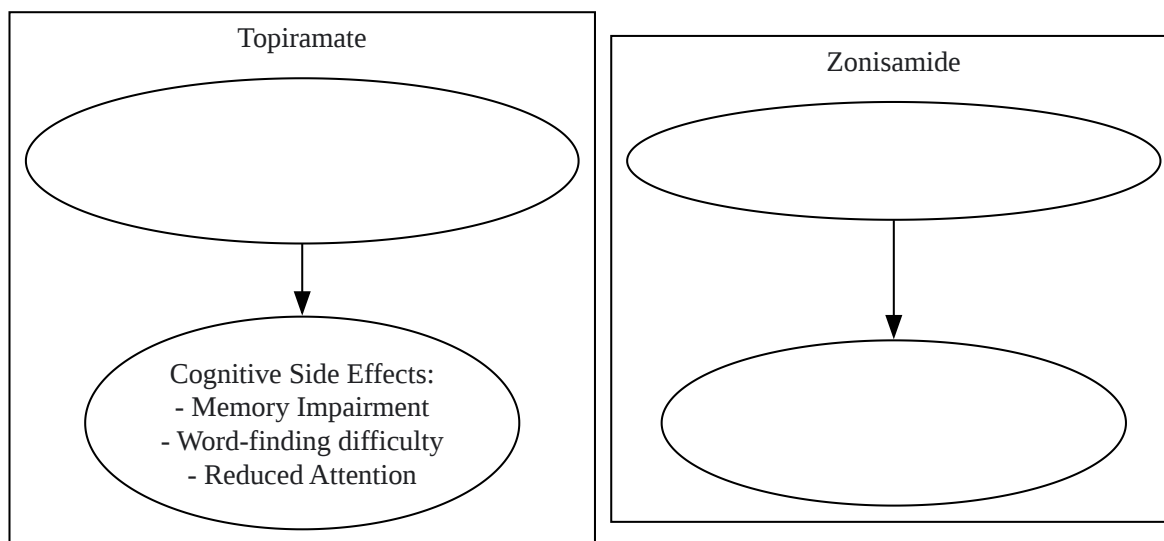 Topiramate
Zonisamide
Cognitive Side Effects:
- Memory Impairment
- Word-finding difficulty
- Reduced Attention